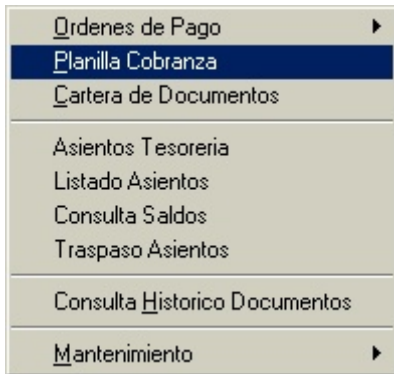 Ordenes de Pago
Planilla Cobranza
Cartera de Documentos
Asientos Tesoreria
Listado Asientos
Consulta Saldos
Traspaso Asientos
Consulta Historico Documentos
Mantenimiento